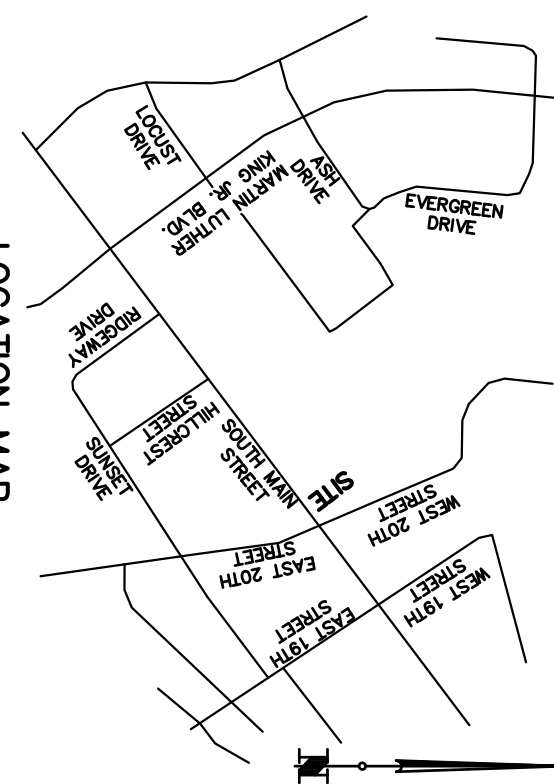 LOCATION MAP
LOCUST
DRIVE
MARTIN LUTHER
KING JR. BLVD.
ASH
DRIVE
EVERGREEN
DRIVE
RIDGEWAY
DRIVE
HILLCREST
STREET
SOUTH MAIN
STREET
SUNSET
DRIVE
SITE
WEST 20TH
STREET
EAST 20TH
STREET
EAST 19TH
STREET
WEST 19TH
STREET
N